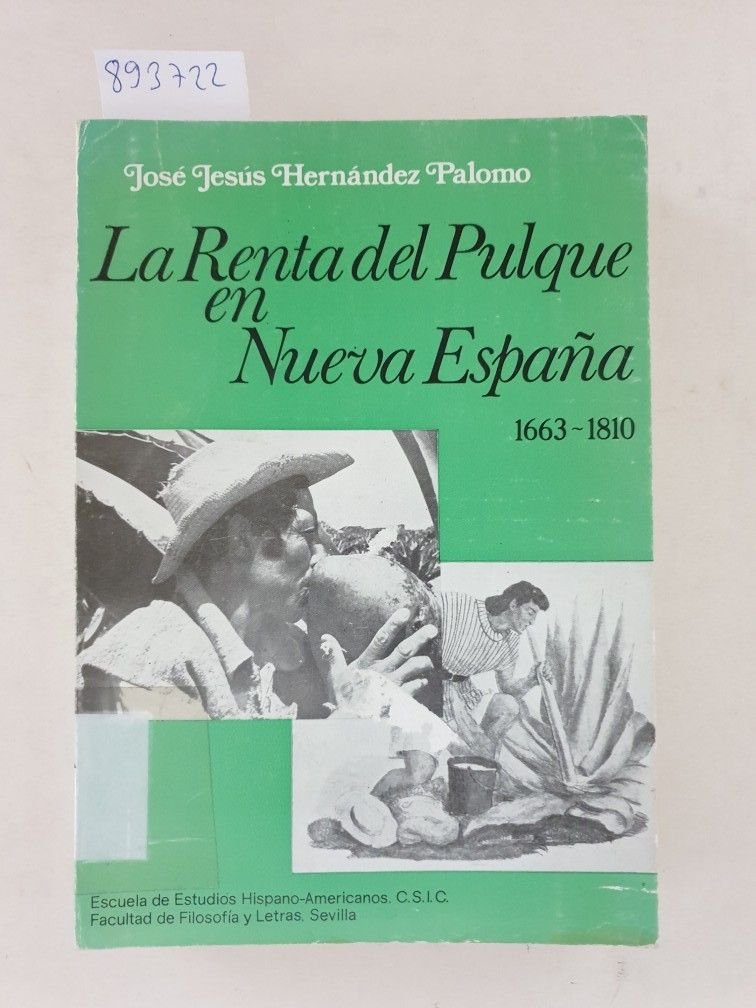 893722
José Jesús Hernández Palomo
La Renta del Pulque
en
Nueva España
1663~1810
Escuela de Estudios Hispano-Americanos. C.S.I.C.
Facultad de Filosofía y Letras. Sevilla